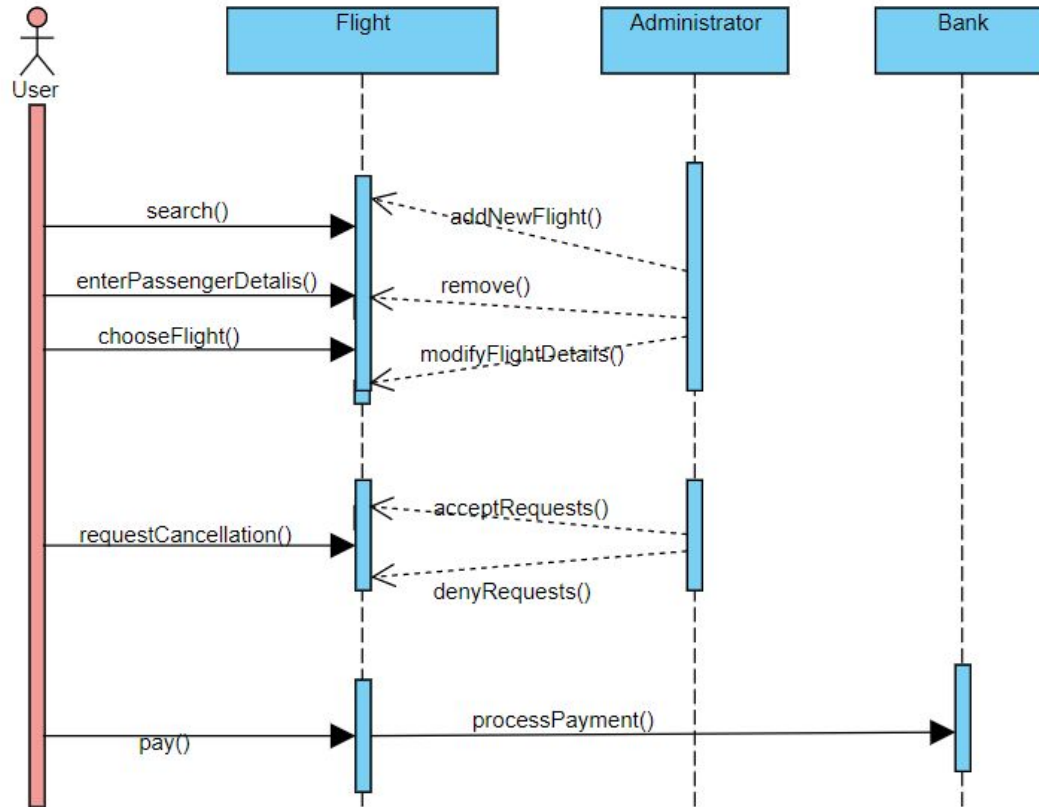 Flight
Administrator
Bank
User
search()
addNewFlight()
enterPassengerDetalis()
remove()
chooseFlight()
modifyFlightDetails()
acceptRequests()
requestCancellation()
denyRequests()
processPayment()
pay()